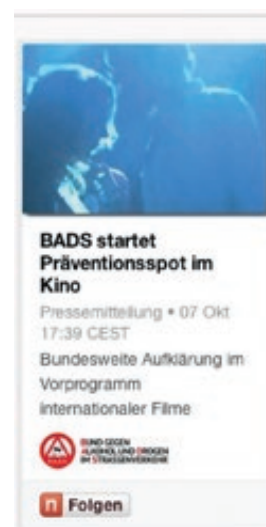 BADS startet
Präventionsspot im
Kino
Pressemitteilung • 07 Okt
17:39 CEST
Bundesweite Aufklärung im
Vorprogramm
internationaler Filme
BUND GEGEN
ALKOHOL UND DROGEN
IM STRASSENVERKEHR
n Folgen